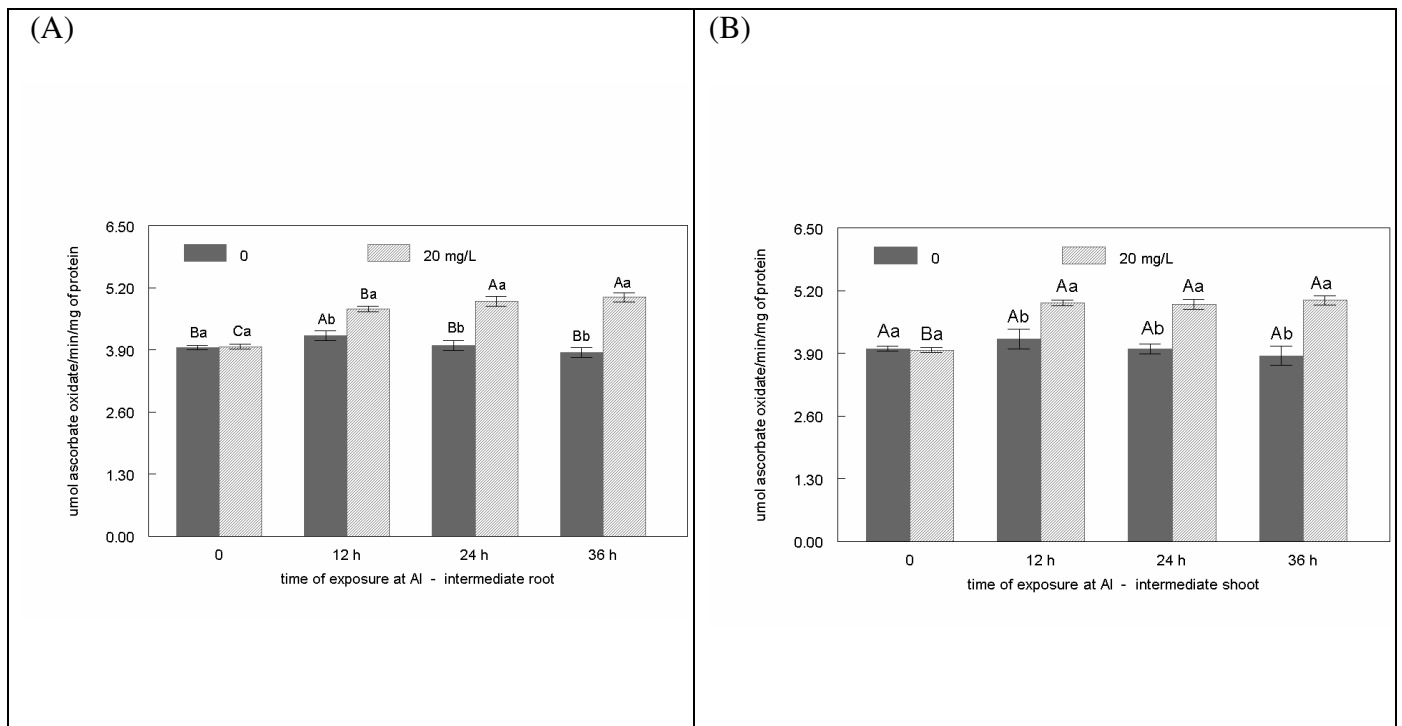 (A)
umol ascorbate oxidate/min/mg of protein
6.50
5.20
3.90
2.60
1.30
0.00
0
20 mg/L
Ba
Ca
Ab
Ba
Bb
Aa
Bb
Aa
0
12 h
24 h
36 h
time of exposure at Al - intermediate root
(B)
umol ascorbate oxidate/min/mg of protein
6.50
5.20
3.90
2.60
1.30
0.00
0
20 mg/L
Aa
Ba
Ab
Aa
Ab
Aa
Ab
Aa
0
12 h
24 h
36 h
time of exposure at Al - intermediate shoot